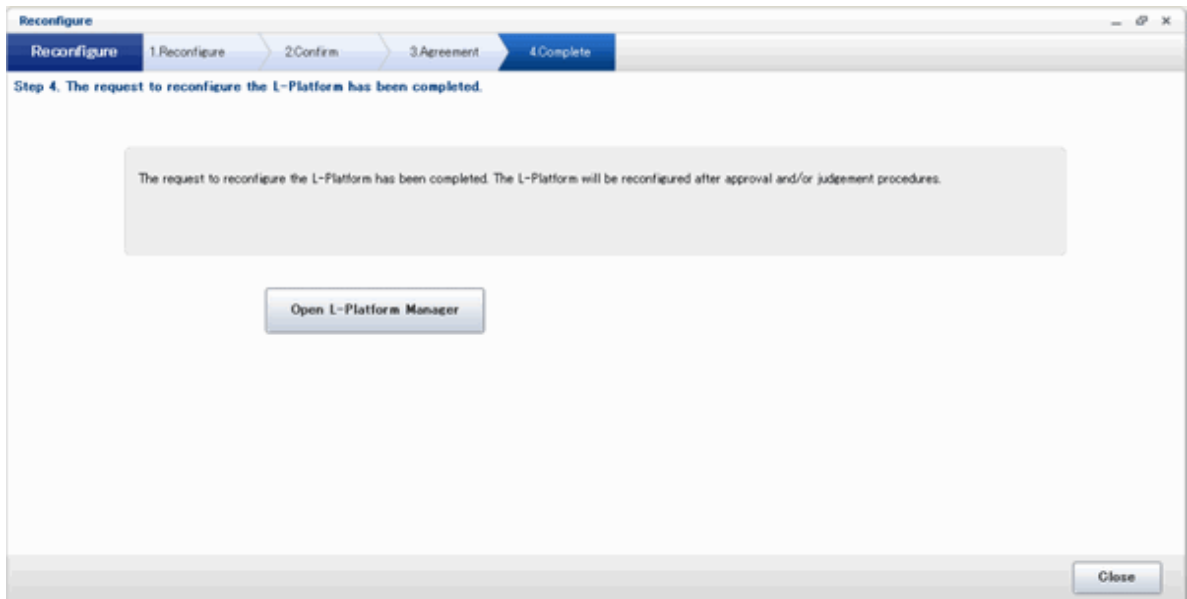 Reconfigure
Reconfigure 1.Reconfigure 2.Confirm 3.Agreement 4.Complete
Step 4. The request to reconfigure the L-Platform has been completed.
The request to reconfigure the L-Platform has been completed. The L-Platform will be reconfigured after approval and/or judgement procedures.
Open L-Platform Manager
Close